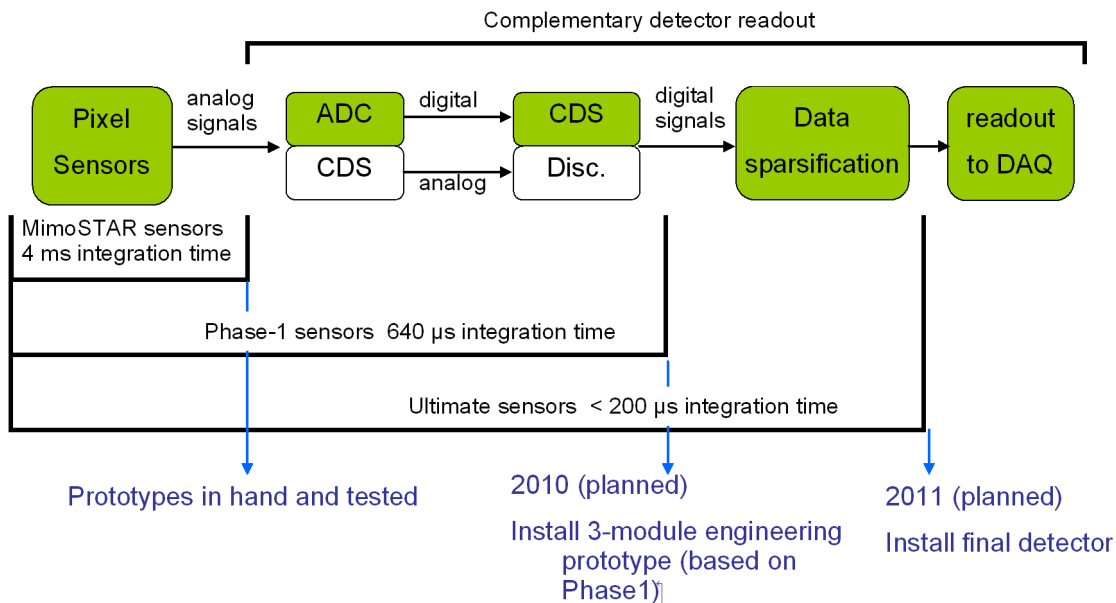 Complementary detector readout
Pixel
Sensors
analog
signals
ADC
CDS
digital
analog
CDS
Disc.
digital
signals
Data
sparsification
readout
to DAQ
MimoSTAR sensors
4 ms integration time
Phase-1 sensors 640 µs integration time
Ultimate sensors < 200 µs integration time
Prototypes in hand and tested
2010 (planned)
Install 3-module engineering
prototype (based on
Phase1)
2011 (planned)
Install final detector